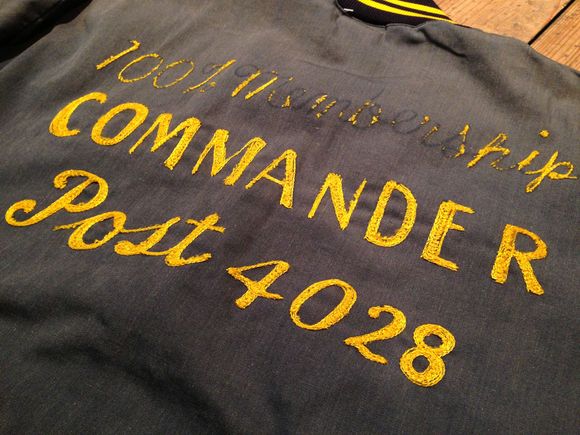 100% Membership
COMMANDER
Post 4028